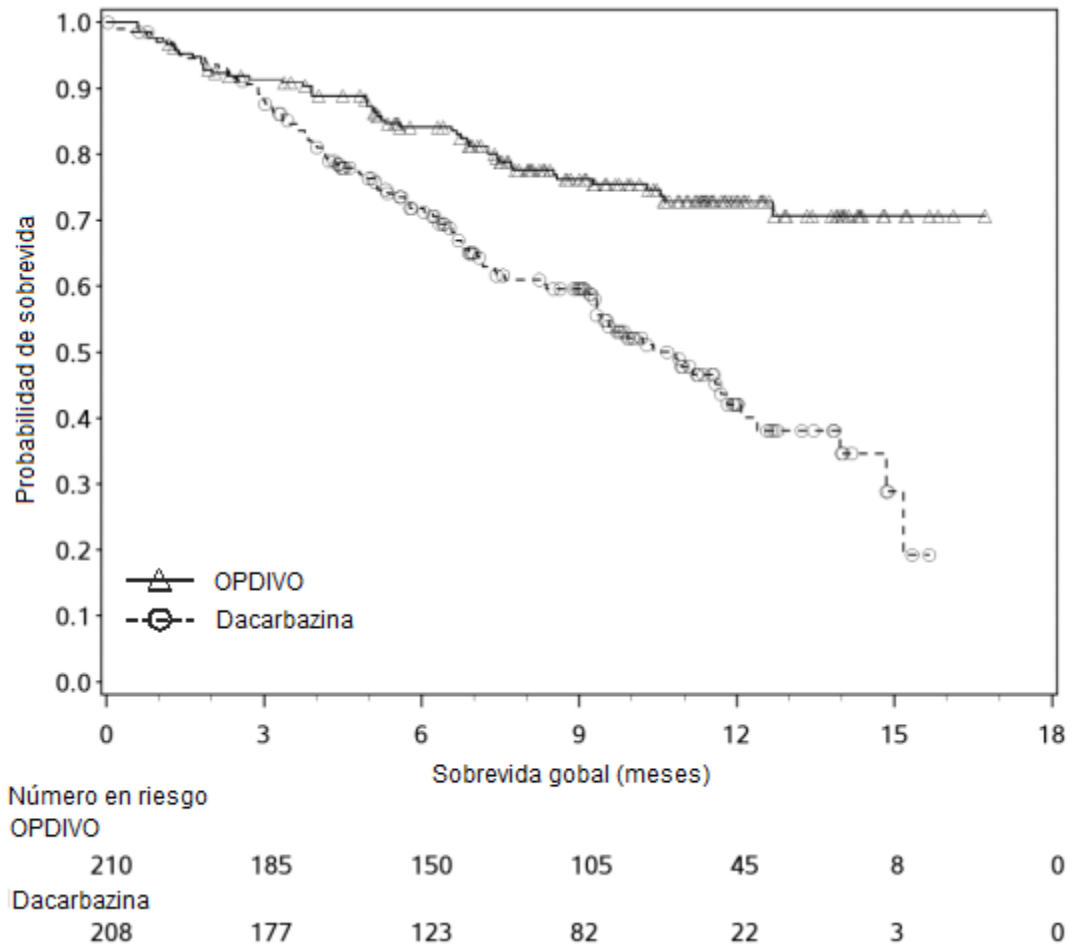 1.0
0.9
0.8
0.7
0.6
0.5
0.4
0.3
0.2
0.1
0.0
Probabilidad de sobrevida
OPDIVO
Dacarbazina
0 3 6 9 12 15 18
Sobrevida gobal (meses)
Número en riesgo
OPDIVO
210 185 150 105 45 8 0
Dacarbazina
208 177 123 82 22 3 0